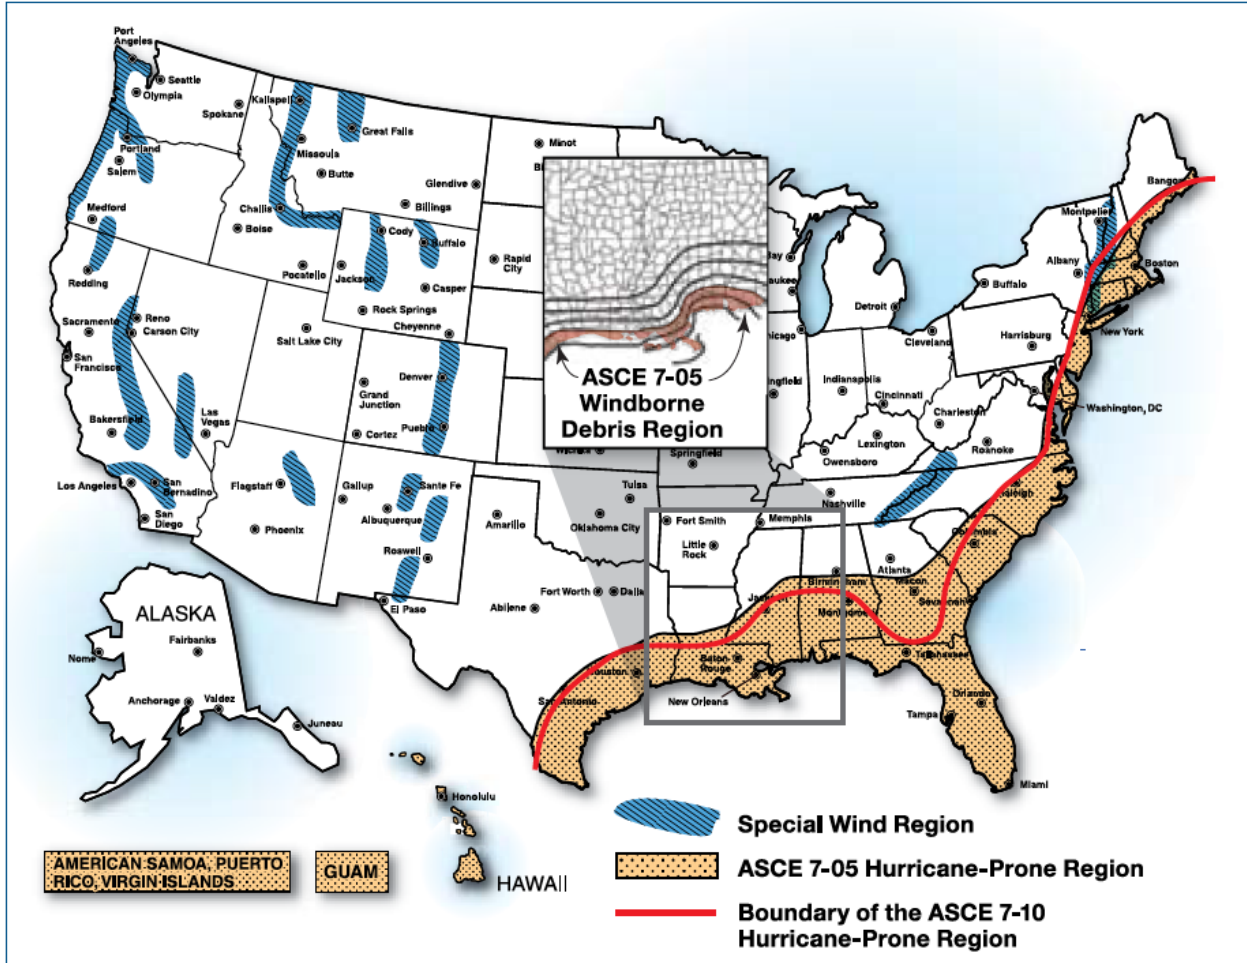 Port
Angeles
Seattle
Olympia
Spokane
Kalispell
Great Falls
Minot
Portland
Salem
Missoula
Butte
Glendive
Billings
Medford
Challis
Boise
Cody
Buffalo
Rapid
City
Pocatello
Jackson
Casper
Redding
Rock Springs
Cheyenne
Reno
Carson City
Sacramento
San
Francisco
Salt Lake City
Denver
Grand
Junction
Pueblo
Cortez
Bakersfield
Las
Vegas
Los Angeles
San
Bernadino
San
Diego
Flagstaff
Phoenix
Gallup
Sante Fe
Albuquerque
Roswell
El Paso
Amarillo
Tulsa
Oklahoma City
Fort Worth
Abilene
Springfield
Fort Smith
Little
Rock
Memphis
Nashville
Owensboro
Lexington
Indianapolis
Cincinnati
Charleston
Roanoke
Detroit
Cleveland
Buffalo
Harrisburg
Albany
Montpelier
Bangor
Boston
New York
Washington, DC
Columbia
Atlanta
Macon
Savannah
Birmingham
Tallahassee
Orlando
Tampa
Miami
Baton
Rouge
New Orleans
San Antonio
ASCE 7-05
Windborne
Debris Region
ALASKA
Fairbanks
Nome
Anchorage
Valdez
Juneau
Honolulu
HAWAII
AMERICAN SAMOA, PUERTO
RICO, VIRGIN ISLANDS
GUAM
Special Wind Region
ASCE 7-05 Hurricane-Prone Region
Boundary of the ASCE 7-10
Hurricane-Prone Region